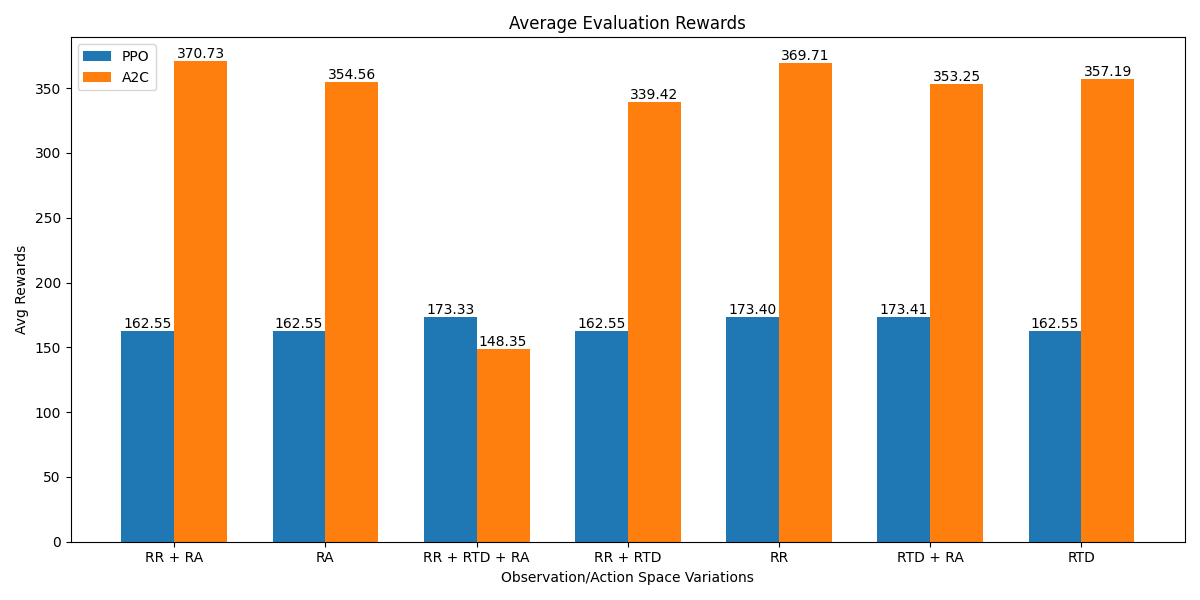 Average Evaluation Rewards
PPO
A2C
Avg Rewards
350
300
250
200
150
100
50
0
162.55
370.73
162.55
354.56
173.33
148.35
162.55
339.42
173.40
369.71
173.41
353.25
162.55
357.19
RR + RA
RA
RR + RTD + RA
RR + RTD
RR
RTD + RA
RTD
Observation/Action Space Variations